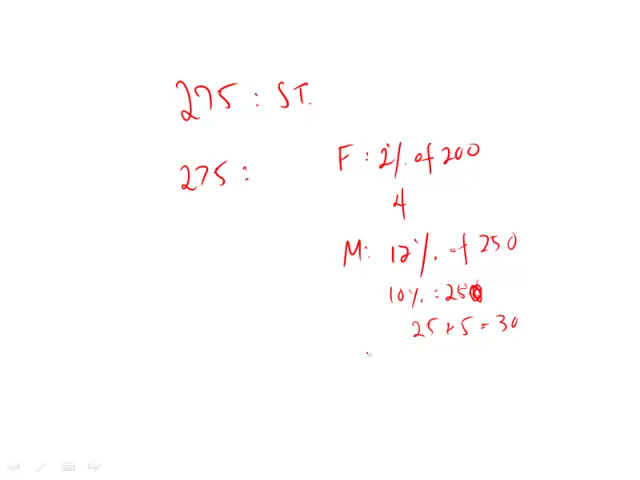 275 : ST.
275 :
F : 2% of 200
4
M: 12% of 250
10% = 25
25 + 5 = 30